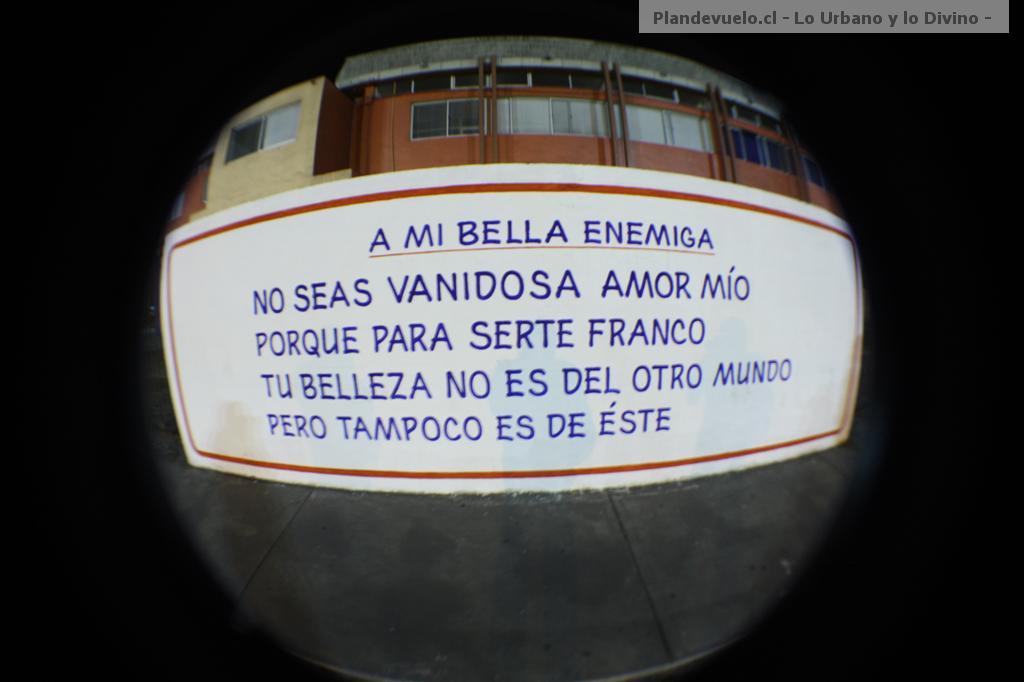 Plandevuelo.cl - Lo Urbano y lo Divino -
A MI BELLA ENEMIGA
NO SEAS VANIDOSA AMOR MÍO
PORQUE PARA SERTE FRANCO
TU BELLEZA NO ES DEL OTRO MUNDO
PERO TAMPOCO ES DE ÉSTE